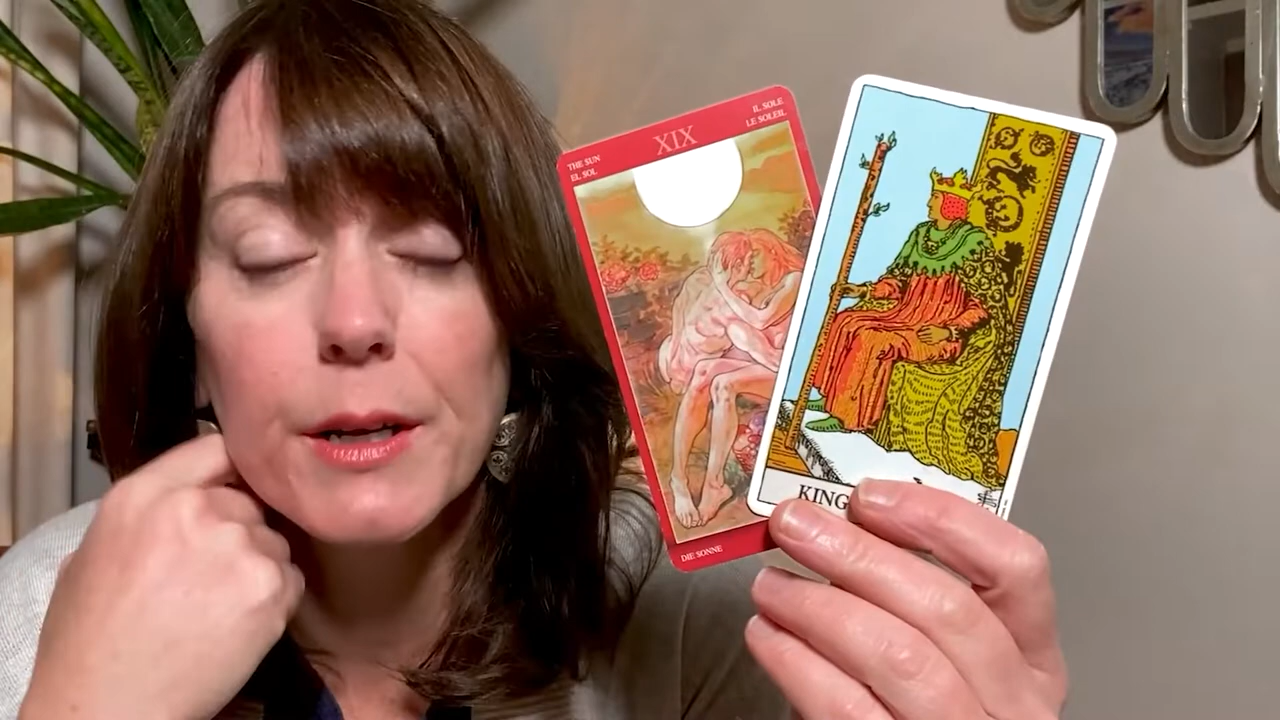 XIX
THE SUN
EL SOL
IL SOLE
LE SOLEIL
DIE SONNE
KING